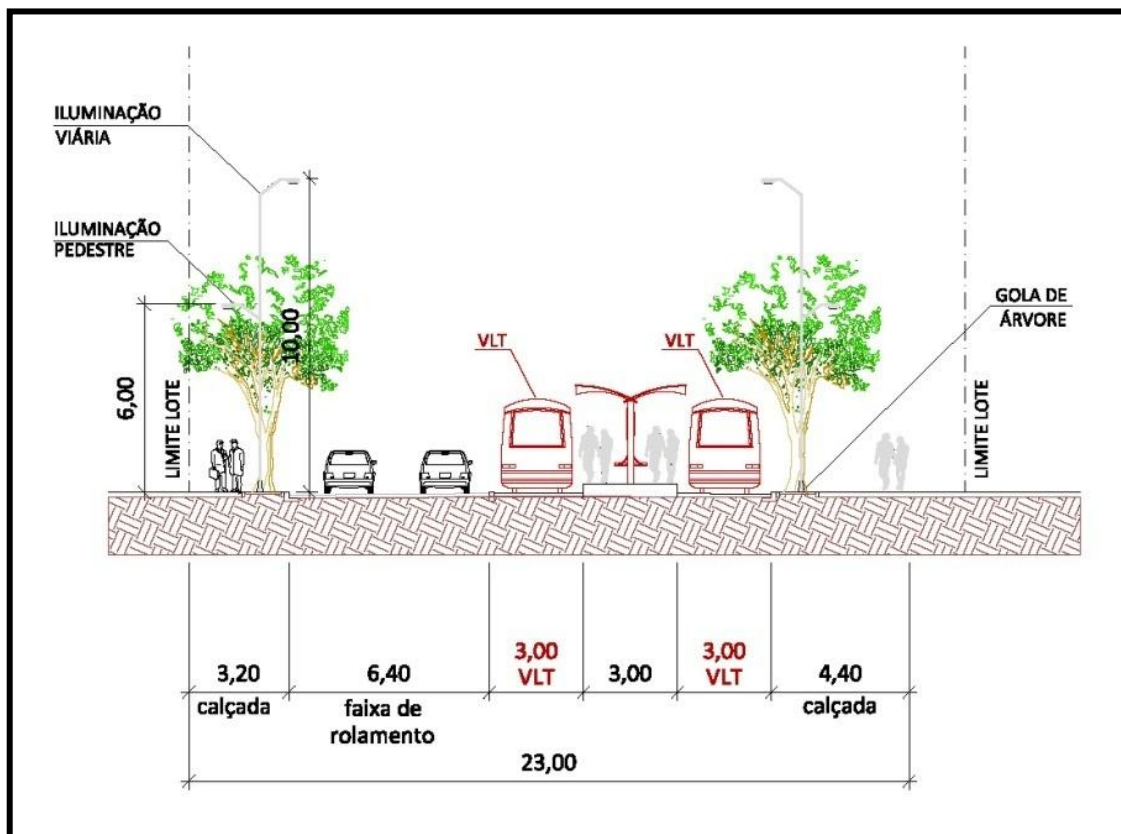 ILUMINAÇÃO
VIÁRIA
ILUMINAÇÃO
PEDESTRE
6,00
LIMITE LOTE
10,00
VLT
VLT
GOLA DE
ÁRVORE
LIMITE LOTE
3,20
calçada
6,40
faixa de
rolamento
3,00
VLT
3,00
3,00
VLT
4,40
calçada
23,00